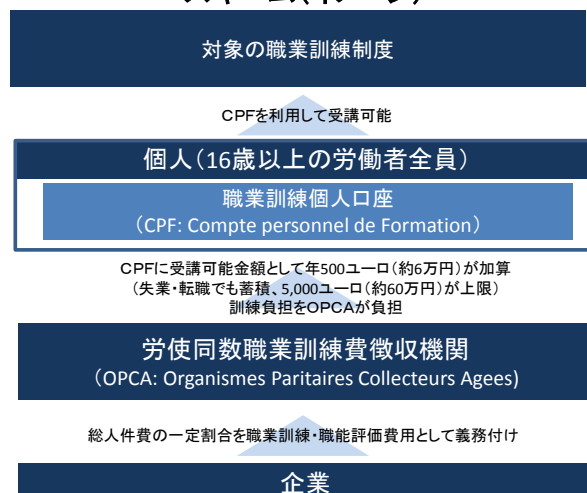 対象の職業訓練制度
CPFを利用して受講可能
個人（16歳以上の労働者全員）
職業訓練個人口座
（CPF: Compte personnel de Formation）
CPFに受講可能金額として年500ユーロ（約6万円）が加算
（失業・転職でも蓄積、5,000ユーロ（約60万円）が上限）
訓練負担をOPCAが負担
労使同数職業訓練費徴収機関
（OPCA: Organismes Paritaires Collecteurs Agees)
総人件費の一定割合を職業訓練・職能評価費用として義務付け
企業